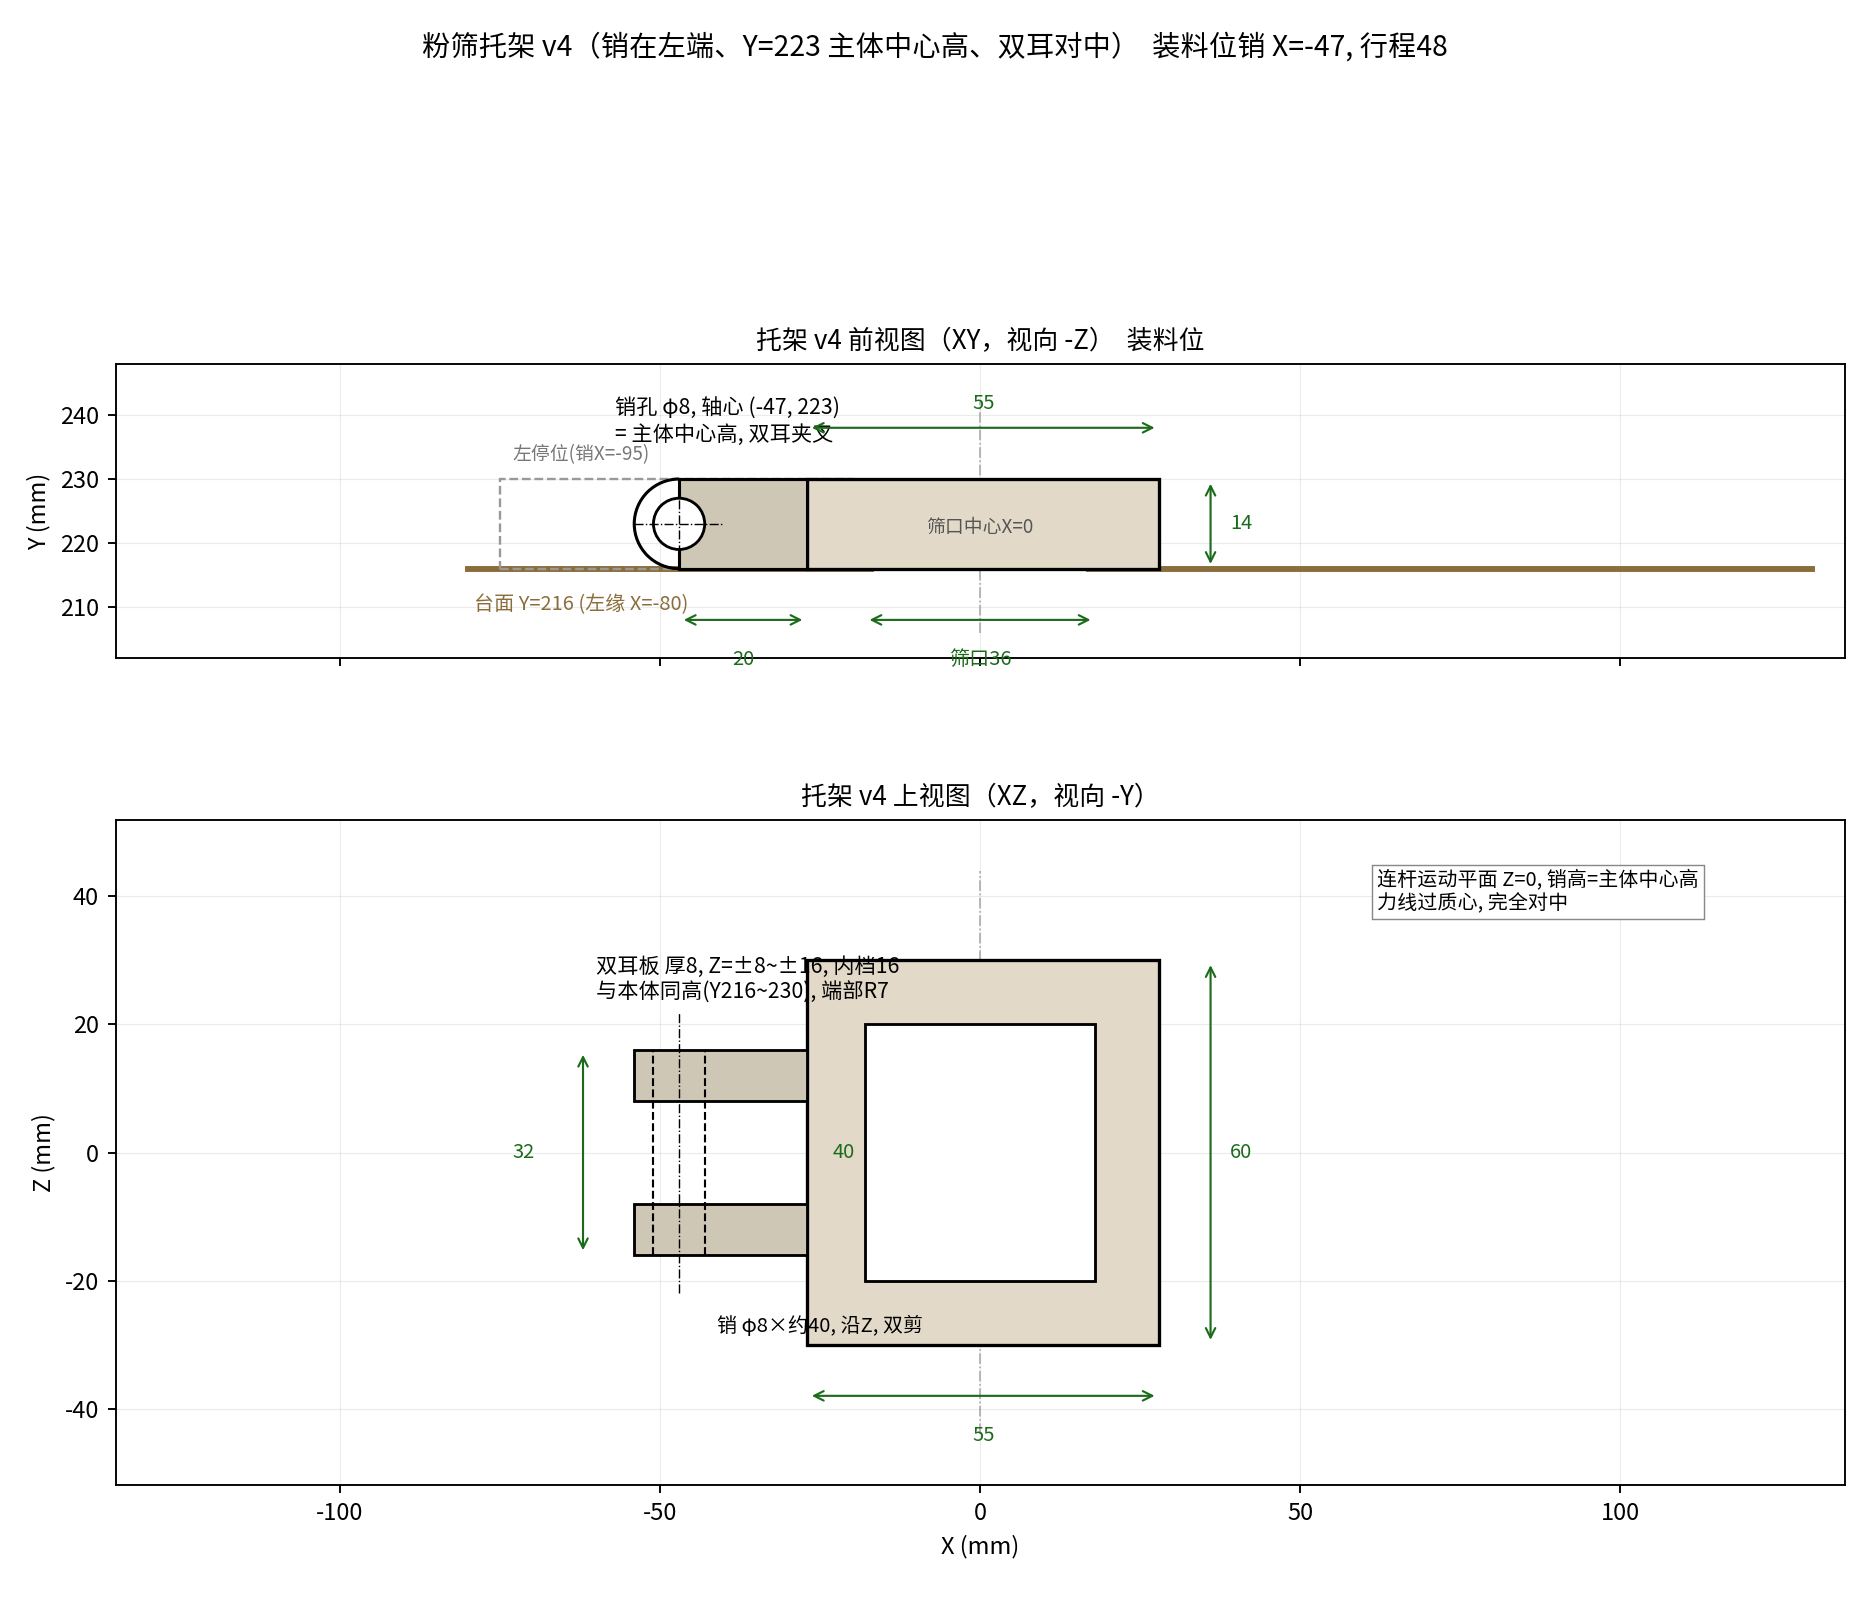 粉筛托架 v4（销在左端、Y=223 主体中心高、双耳对中） 装料位销 X=-47, 行程48
托架 v4 前视图（XY，视向 -Z） 装料位
Y (mm)
240
230
220
210
销孔 φ8, 轴心 (-47, 223)
= 主体中心高, 双耳夹叉
55
左停位(销X=-95)
筛口中心X=0
14
台面 Y=216 (左缘 X=-80)
20
筛口36
托架 v4 上视图（XZ，视向 -Y）
Z (mm)
40
20
0
-20
-40
连杆运动平面 Z=0, 销高=主体中心高
力线过质心, 完全对中
双耳板 厚8, Z=±8~±16, 内档16
与本体同高(Y216~230), 端部R7
32
40
60
销 φ8×约40, 沿Z, 双剪
55
-100
-50
0
50
100
X (mm)